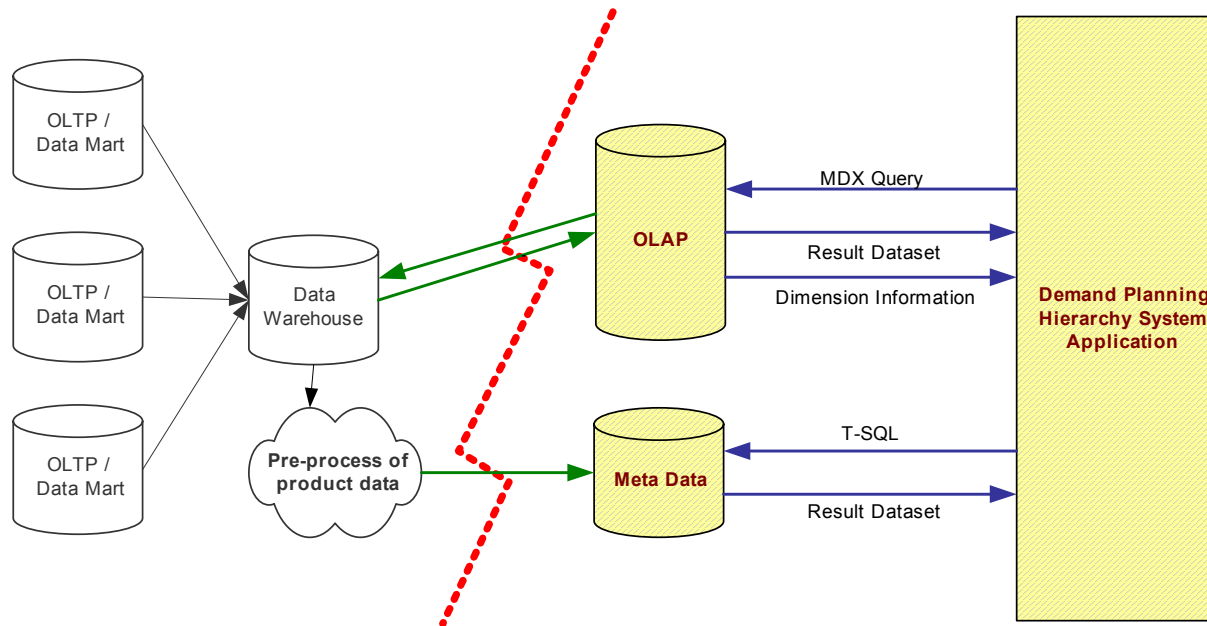 OLTP /
Data Mart
OLTP /
Data Mart
OLTP /
Data Mart
Data
Warehouse
Pre-process of
product data
OLAP
Meta Data
MDX Query
Result Dataset
Dimension Information
T-SQL
Result Dataset
Demand Planning
Hierarchy System
Application